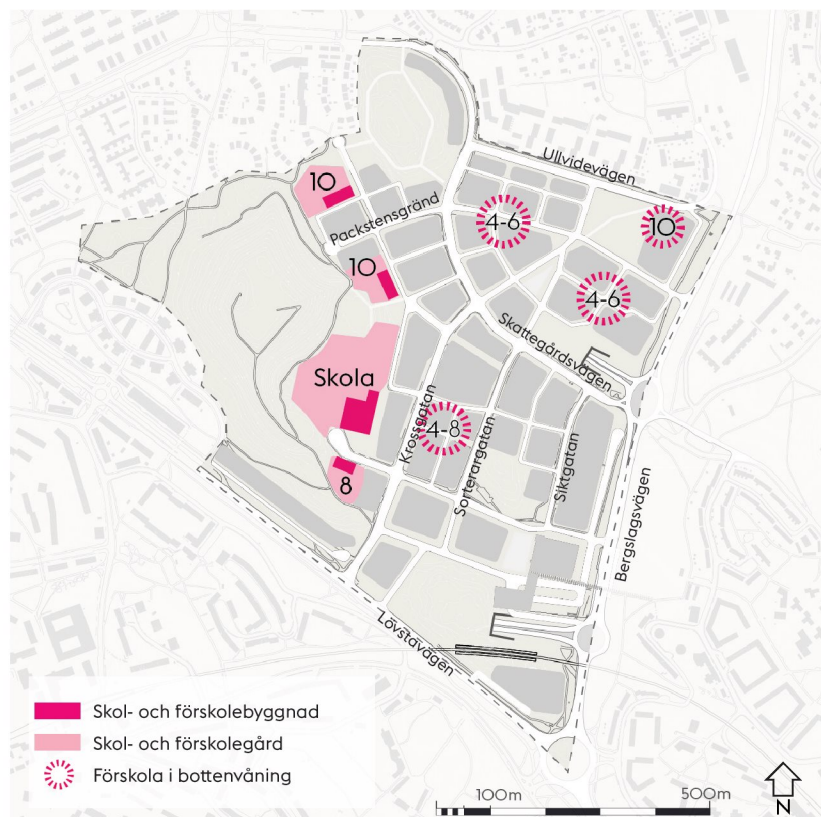 Ullvidevägen
10
Packstensgränd
4-6
10
10
4-6
Skattegårdsvägen
Skola
Krossgatan
4-8
Sorterargatan
Siktgatan
8
Bergslagsvägen
Lövstavägen
Skol- och förskolebyggnad
Skol- och förskolegård
Förskola i bottenvåning
100m
500m
N